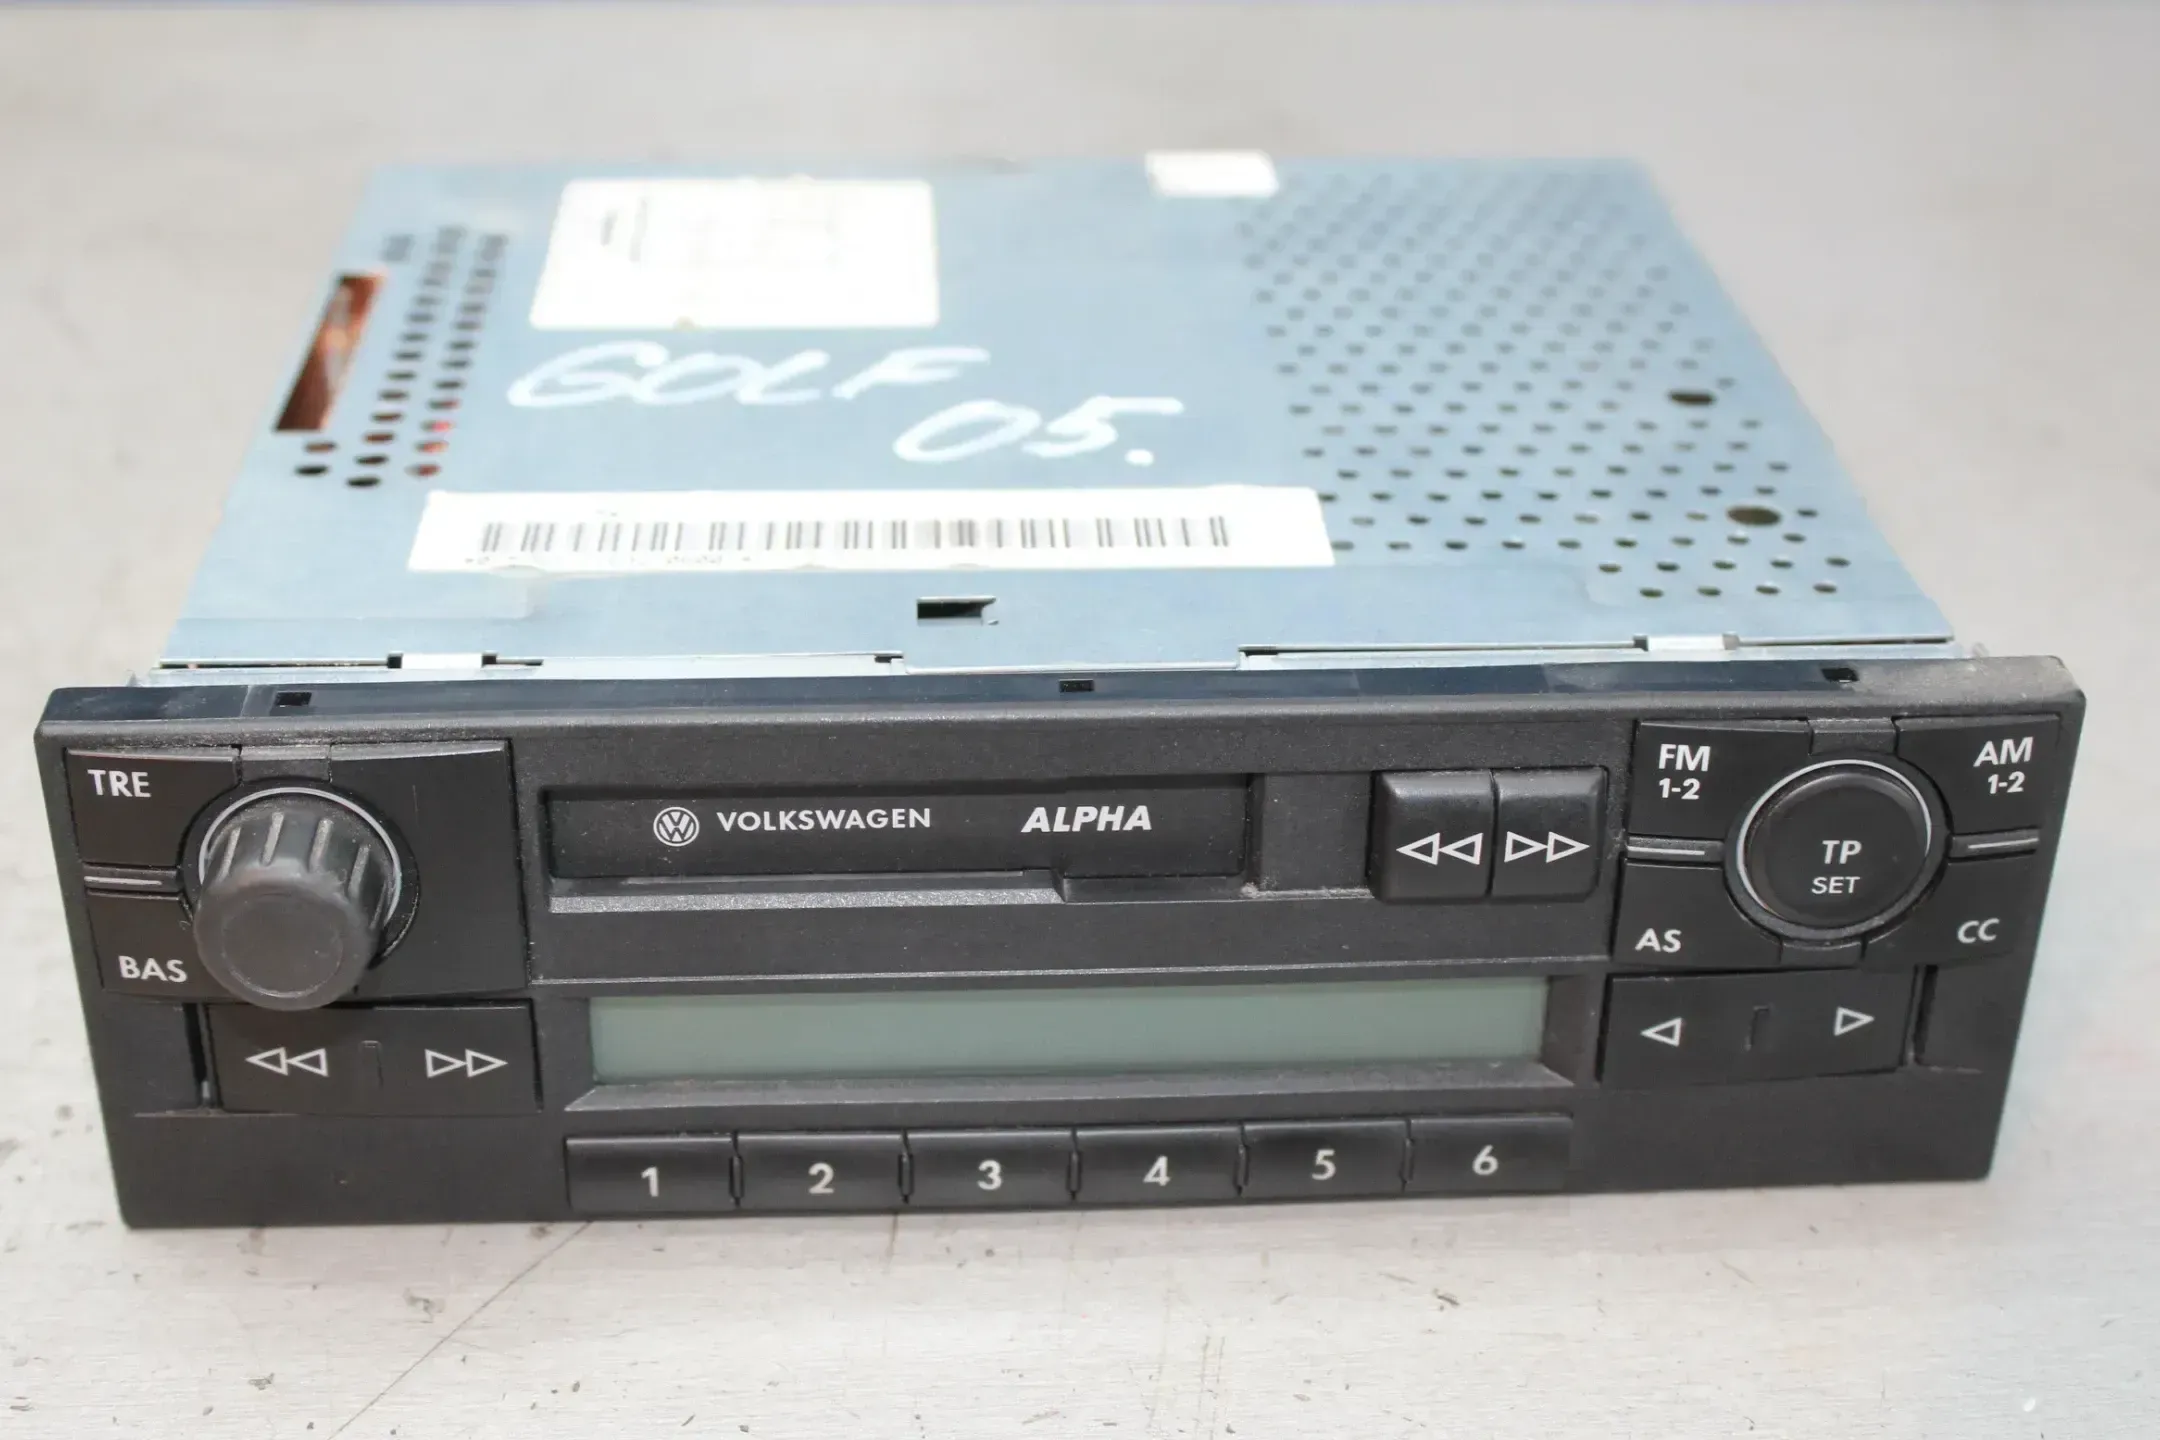 GOLF
05.
TRE
VOLKSWAGEN ALPHA
FM
1-2
AM
1-2
TP
SET
BAS
AS
CC
1 2 3 4 5 6